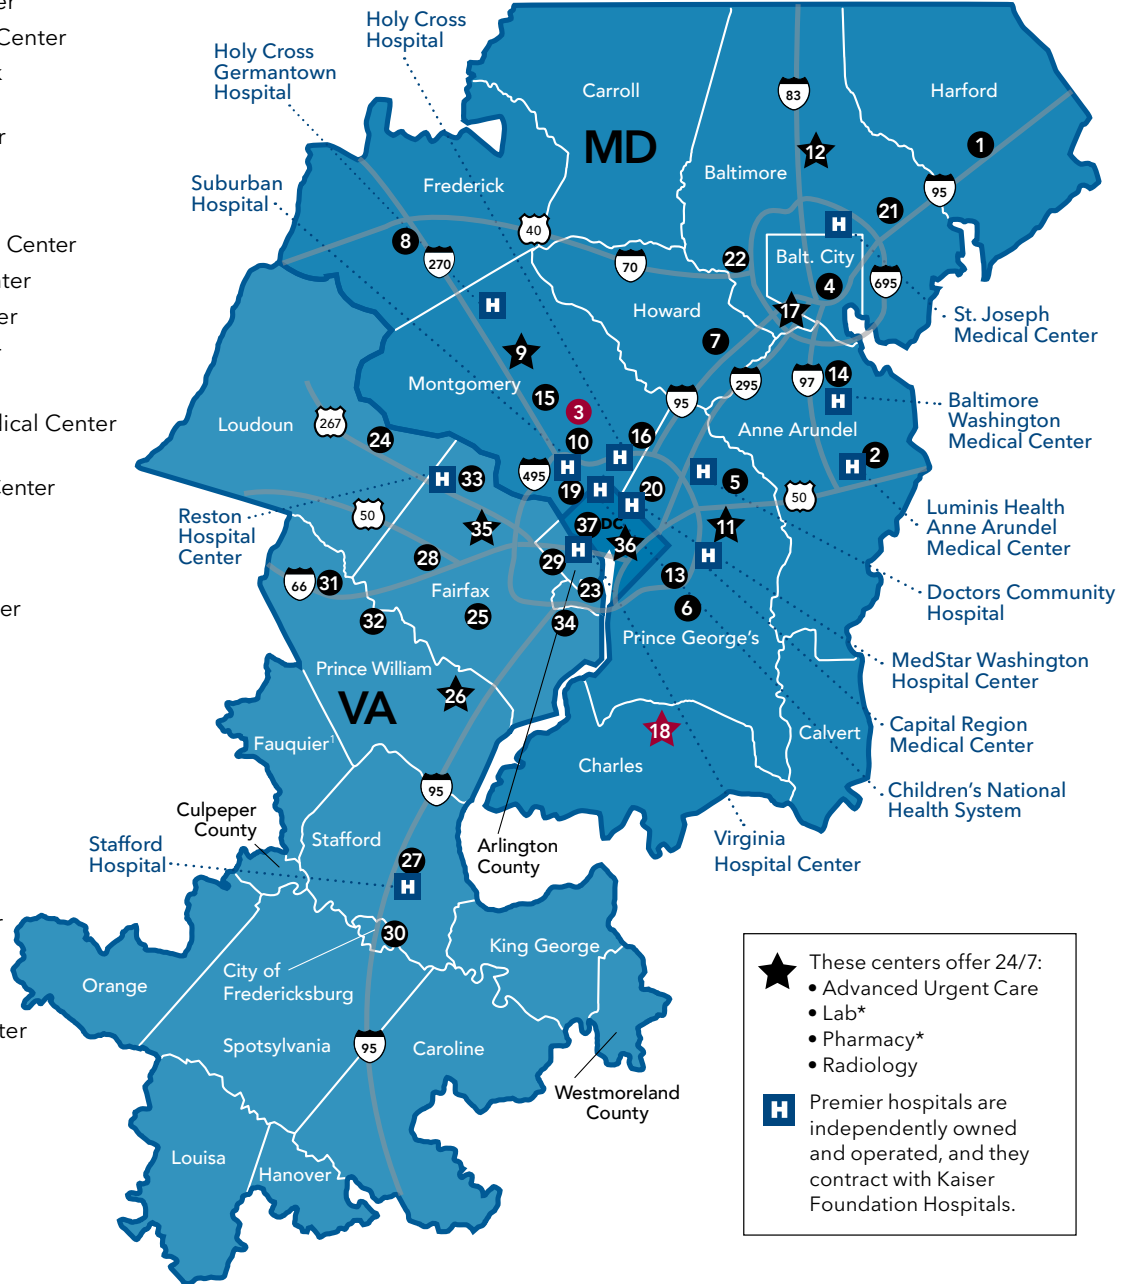 er
Center
r
Center
ter
er
dical Center
Center
er
r
ter
Holy Cross
Hospital
Holy Cross
Germantown
Hospital
Suburban
Hospital
Carroll
MD
83
Harford
1
12
Baltimore
95
21
Frederick
40
8
270
70
22
Balt. City
4
695
17
St. Joseph
Medical Center
H
H
Howard
7
9
Montgomery
15
3
10
16
95
295
97
14
H
Baltimore
Washington
Medical Center
Anne Arundel
2
H
Loudoun
267
24
495
H
H
H
33
19
H
20
H
H
5
50
Luminis Health
Anne Arundel
Medical Center
Reston
Hospital
Center
50
35
37
DC
36
11
H
H
28
29
13
Doctors Community
Hospital
66
31
Fairfax
23
6
32
25
34
Prince George's
MedStar Washington
Hospital Center
Prince William
26
VA
18
Calvert
Capital Region
Medical Center
Fauquier1
Charles
Children's National
Health System
95
Culpeper
County
Stafford
Arlington
County
Virginia
Hospital Center
Stafford
Hospital
27
H
30
King George
City of
Fredericksburg
Orange
Spotsylvania
95
Caroline
Westmoreland
County
Louisa
Hanover
These centers offer 24/7:
• Advanced Urgent Care
• Lab*
• Pharmacy*
• Radiology
H
Premier hospitals are
independently owned
and operated, and they
contract with Kaiser
Foundation Hospitals.